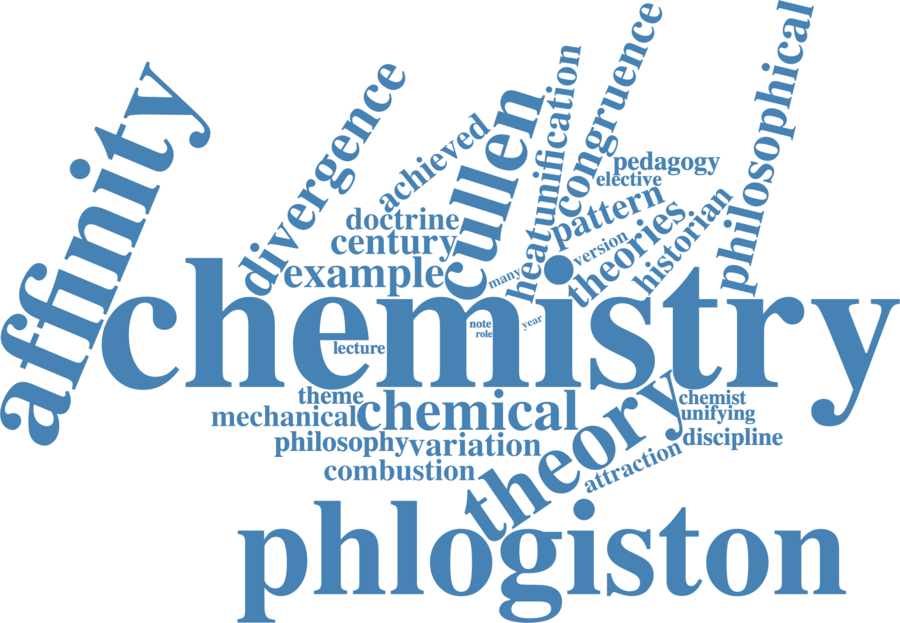 affinity
divergence
achieved
cullen
heat
unification
congruence
philosophical
pedagogy
elective
pattern
doctrine
century
example
version
theories
historian
many
chemistry
note
role
year
lecture
theme
mechanical
chemical
theory
chemist
unifying
philosophy
variation
discipline
combustion
attraction
phlogiston